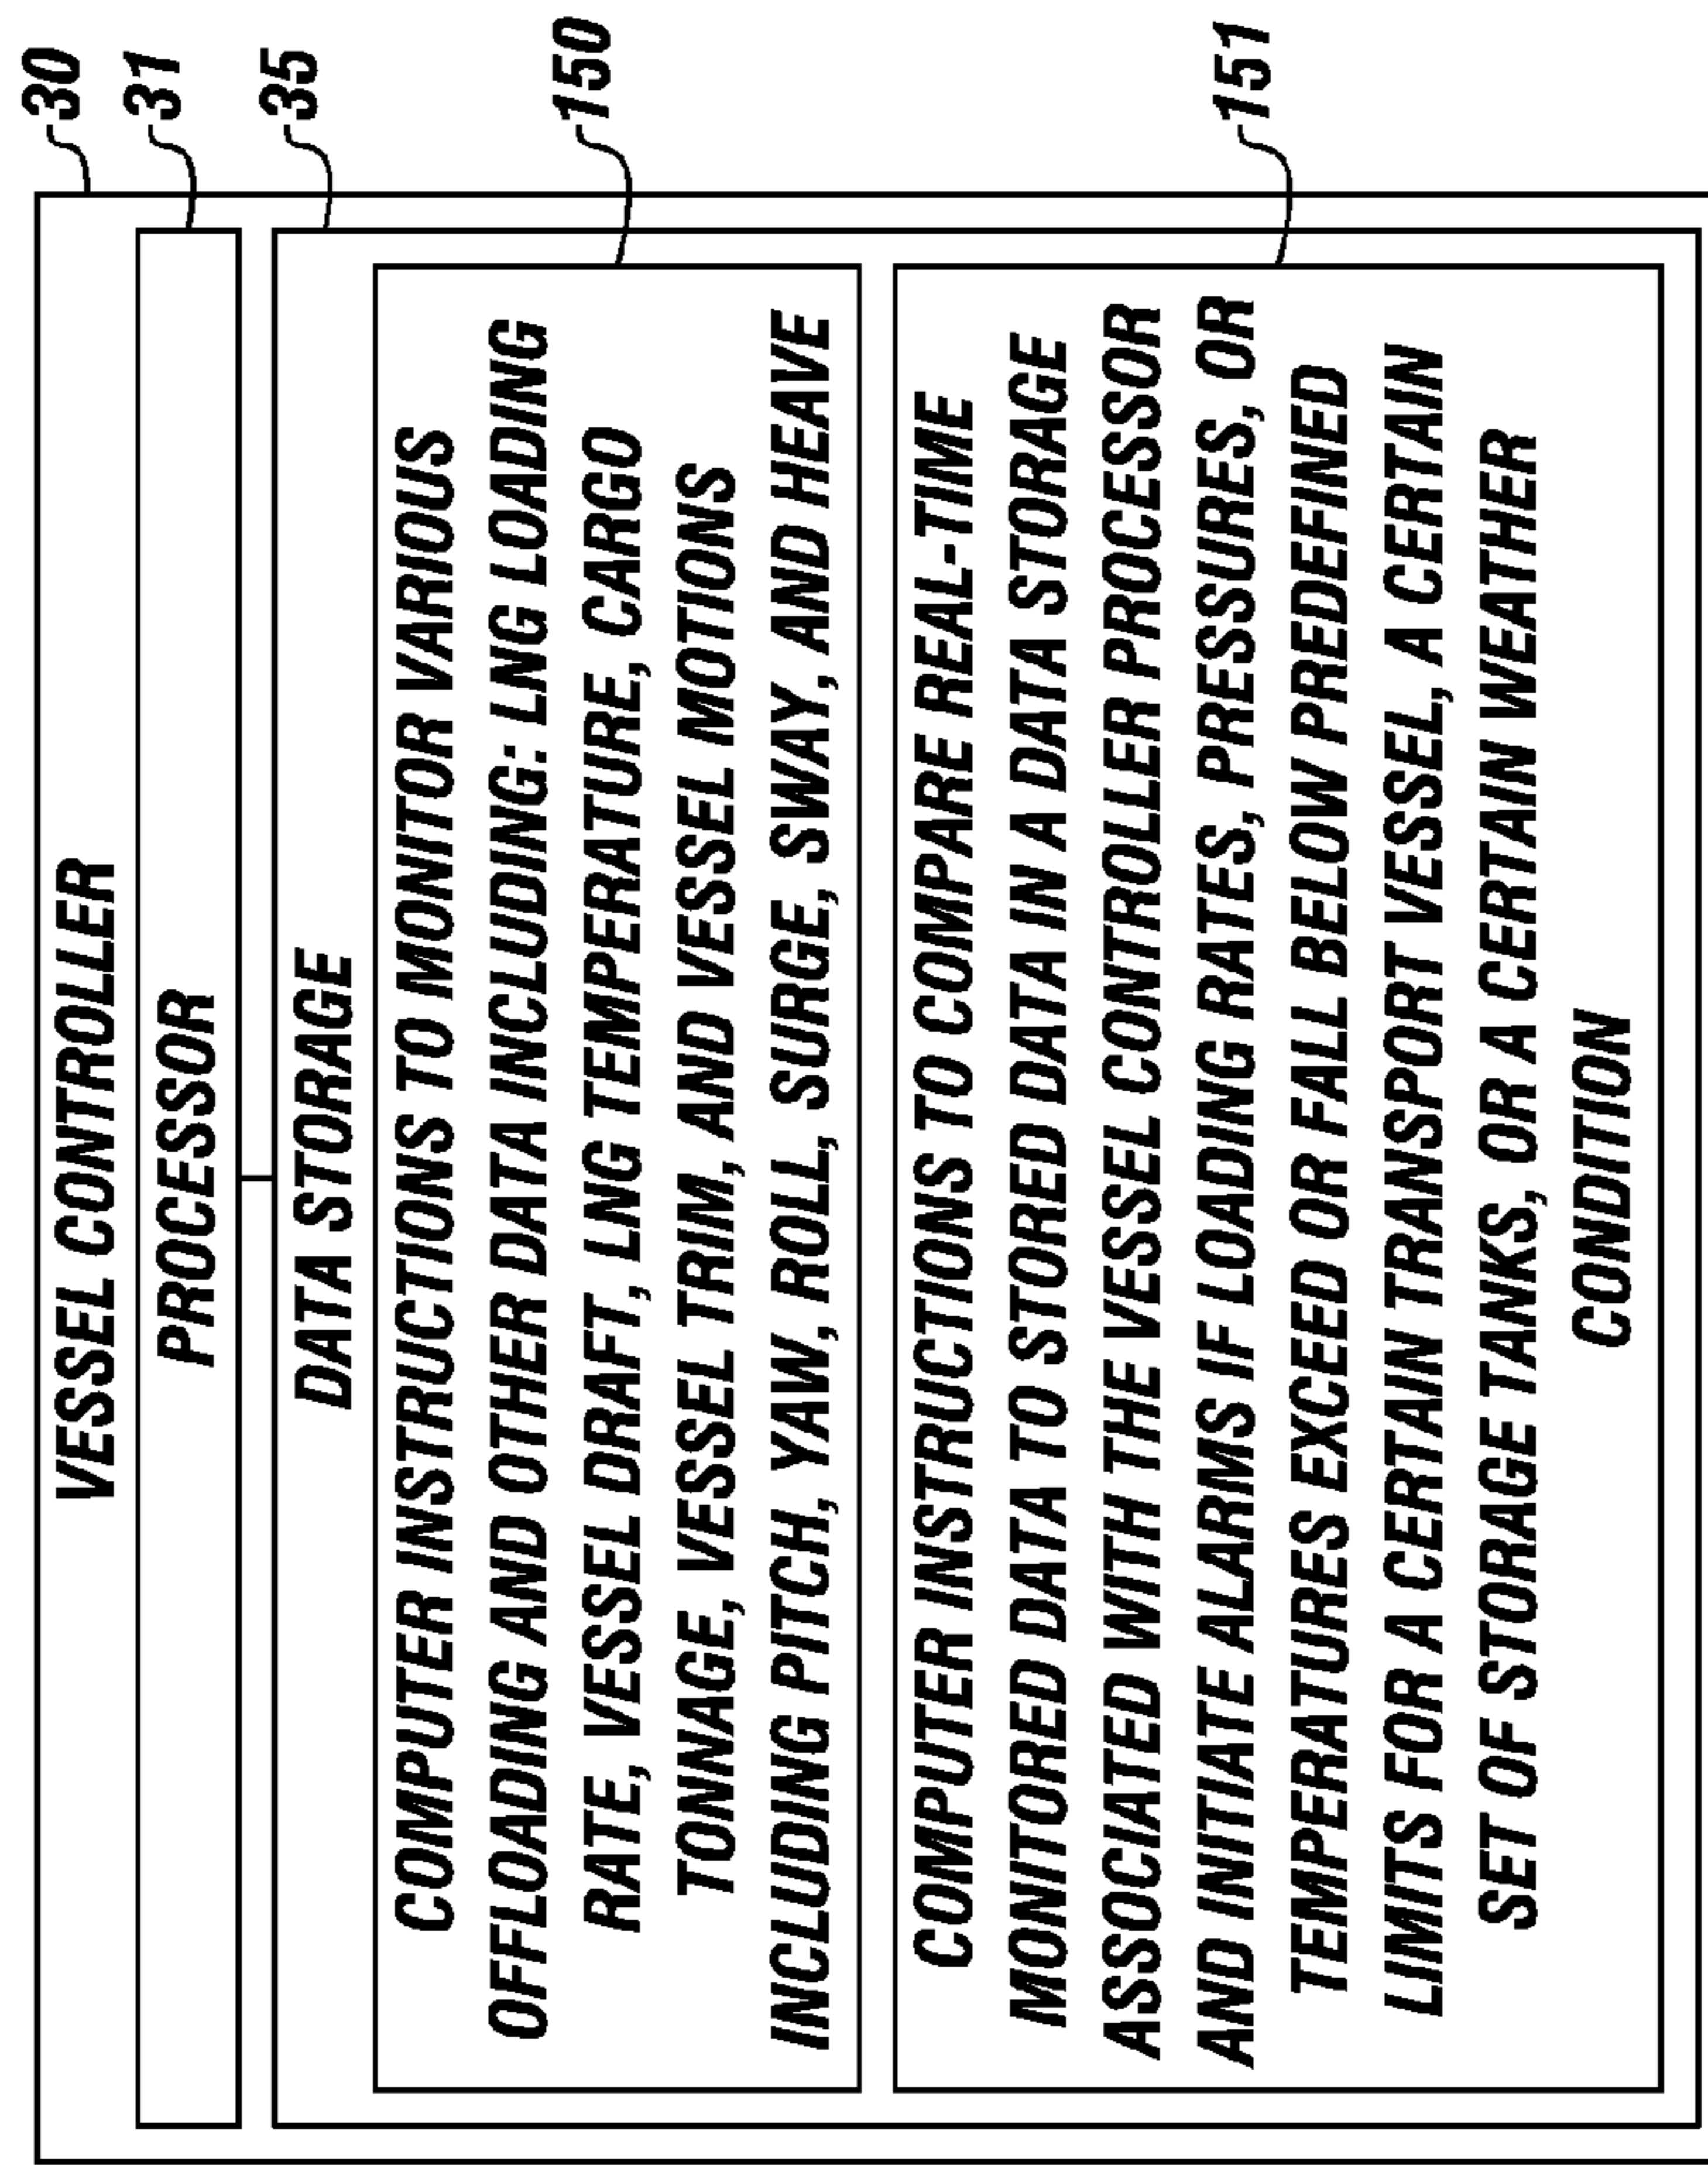 VESSEL CONTROLLER
30
PROCESSOR
31
DATA STORAGE
35
COMPUTER INSTRUCTIONS TO MONITOR VARIOUS
OFFLOADING AND OTHER DATA INCLUDING: LNG LOADING
RATE, VESSEL DRAFT, LNG TEMPERATURE, CARGO
TONNAGE, VESSEL TRIM, AND VESSEL MOTIONS
INCLUDING PITCH, YAW, ROLL, SURGE, SWAY, AND HEAVE
150
COMPUTER INSTRUCTIONS TO COMPARE REAL-TIME
MONITORED DATA TO STORED DATA IN A DATA STORAGE
ASSOCIATED WITH THE VESSEL CONTROLLER PROCESSOR
AND INITIATE ALARMS IF LOADING RATES, PRESSURES, OR
TEMPERATURES EXCEED OR FALL BELOW PREDEFINED
LIMITS FOR A CERTAIN TRANSPORT VESSEL, A CERTAIN
SET OF STORAGE TANKS, OR A CERTAIN WEATHER
CONDITION
151